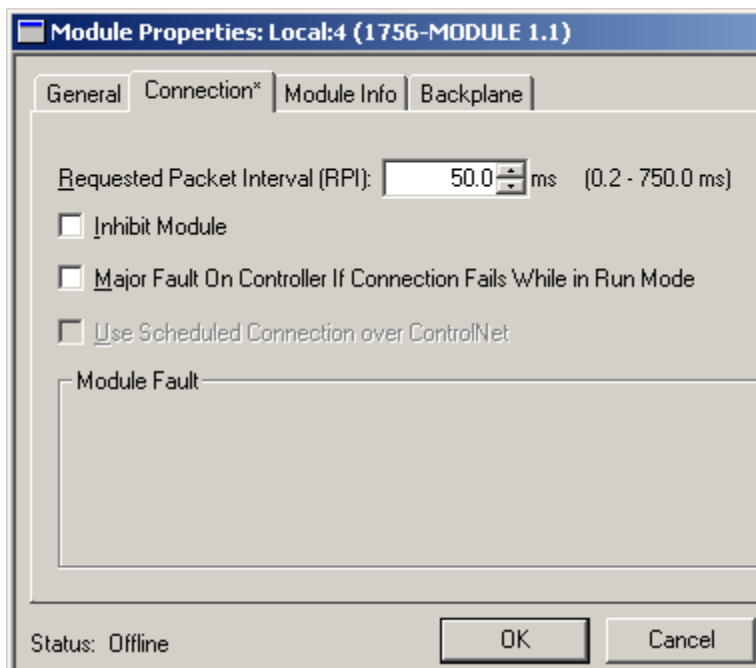 Module Properties: Local:4 (1756-MODULE 1.1)
General Connection* Module Info Backplane
Requested Packet Interval (RPI): 50.0 ms (0.2 - 750.0 ms)
Inhibit Module
Major Fault On Controller If Connection Fails While in Run Mode
Use Scheduled Connection over ControlNet
Module Fault
Status: Offline OK Cancel